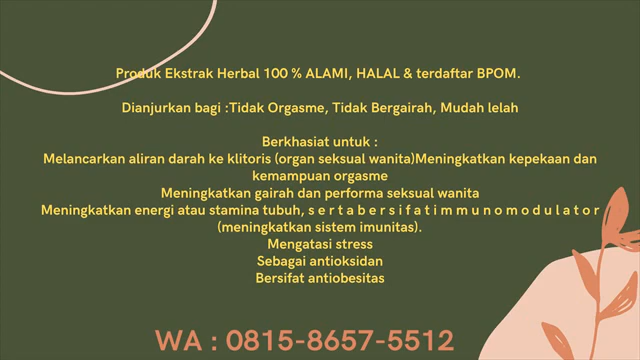 Produk Ekstrak Herbal 100 % ALAMI, HALAL & terdaftar BPOM.
Dianjurkan bagi :Tidak Orgasme, Tidak Bergairah, Mudah lelah
Berkhasiat untuk :
Melancarkan aliran darah ke klitoris (organ seksual wanita)Meningkatkan kepekaan dan
kemampuan orgasme
Meningkatkan gairah dan performa seksual wanita
Meningkatkan energi atau stamina tubuh, s e r t a b e r s i f a t i m m u n o m o d u l a t o r
(meningkatkan sistem imunitas).
Mengatasi stress
Sebagai antioksidan
Bersifat antiobesitas
WA : 0815-8657-5512